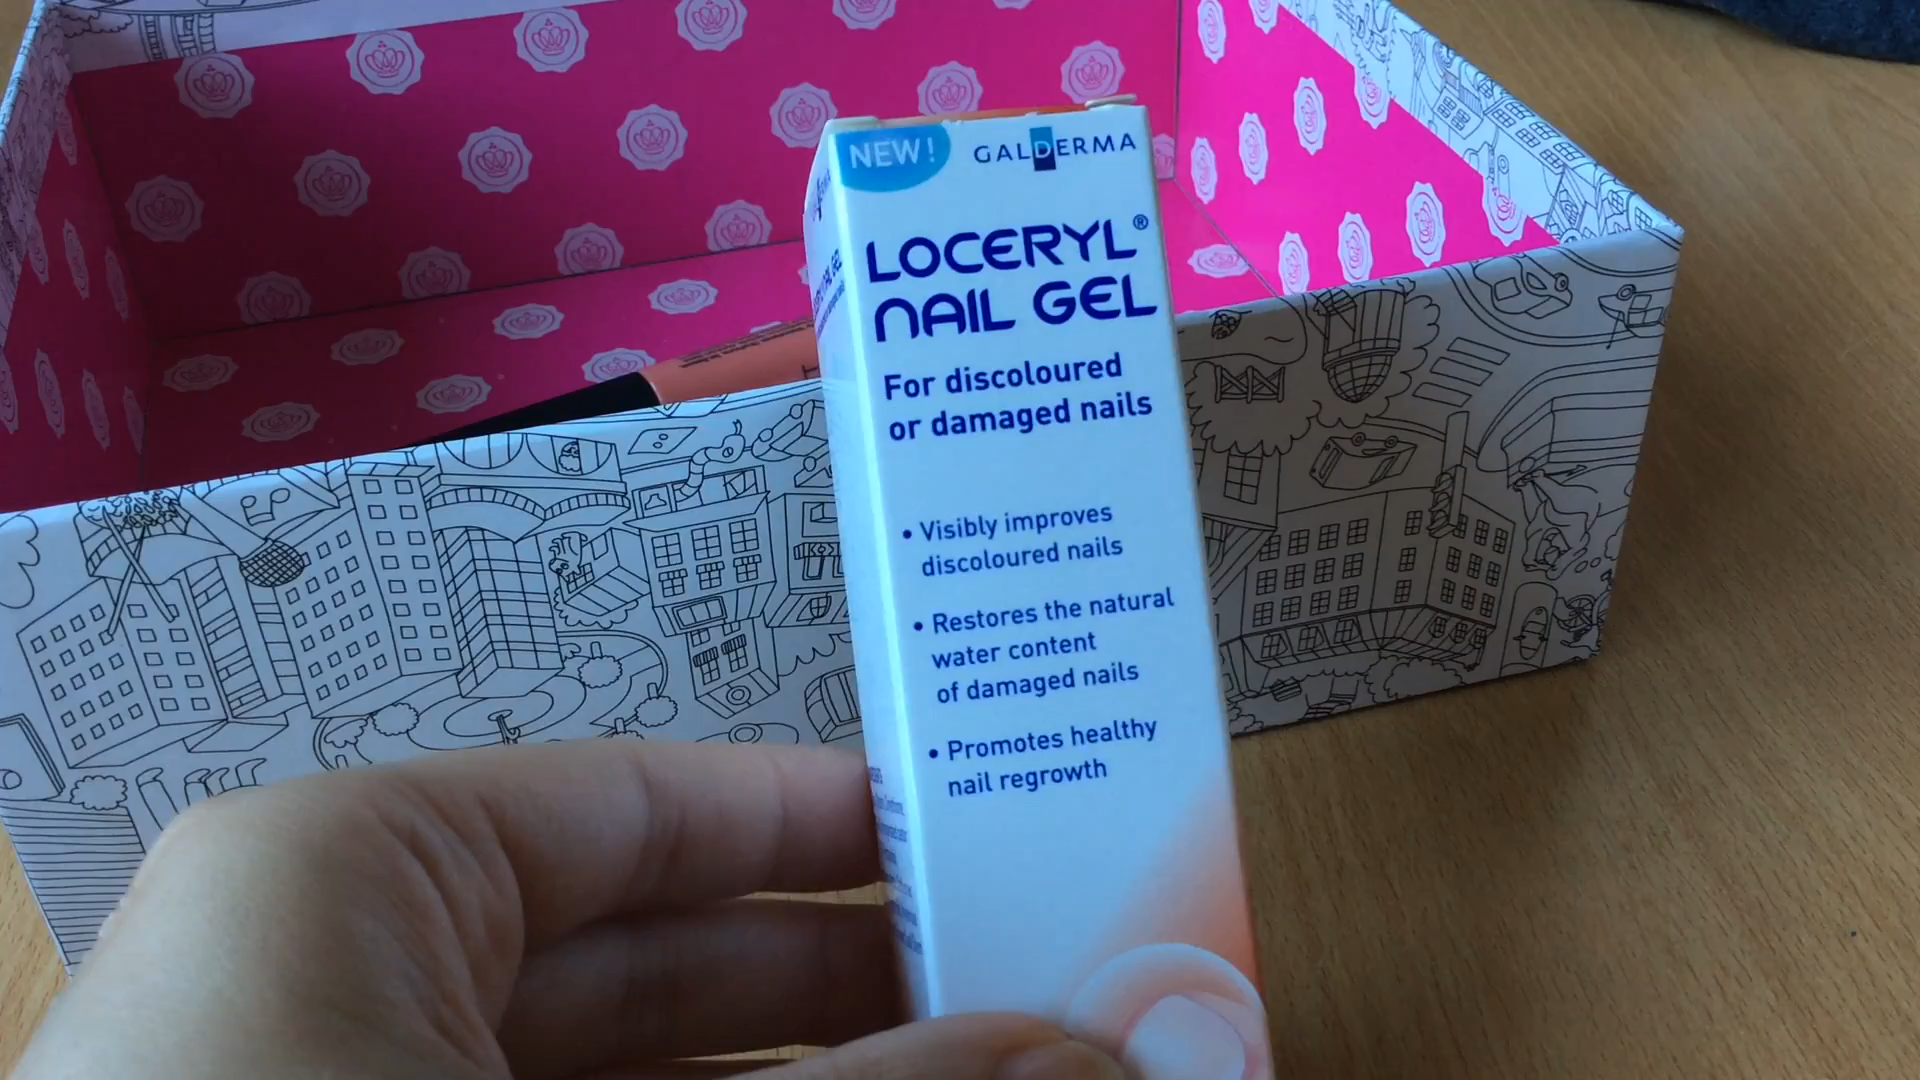 NEW!
GALDERMA
LOCERYL®
NAIL GEL
For discoloured
or damaged nails
• Visibly improves
discoloured nails
• Restores the natural
water content
of damaged nails
• Promotes healthy
nail regrowth